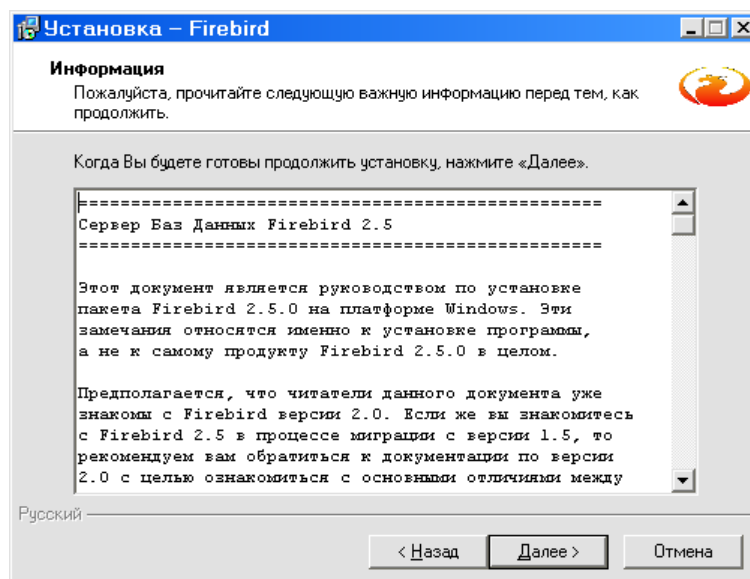 Установка – Firebird
Информация
Пожалуйста, прочитайте следующую важную информацию перед тем, как
продолжить.
Когда Вы будете готовы продолжить установку, нажмите «Далее».
======================================================
Сервер Баз Данных Firebird 2.5
======================================================
Этот документ является руководством по установке
пакета Firebird 2.5.0 на платформе Windows. Эти
замечания относятся именно к установке программы,
а не к самому продукту Firebird 2.5.0 в целом.
Предполагается, что читатели данного документа уже
знакомы с Firebird версии 2.0. Если же вы знакомитесь
с Firebird 2.5 в процессе миграции с версии 1.5, то
рекомендуем вам обратиться к документации по версии
2.0 с целью ознакомиться с основными отличиями между
Русский
< Назад
Далее >
Отмена